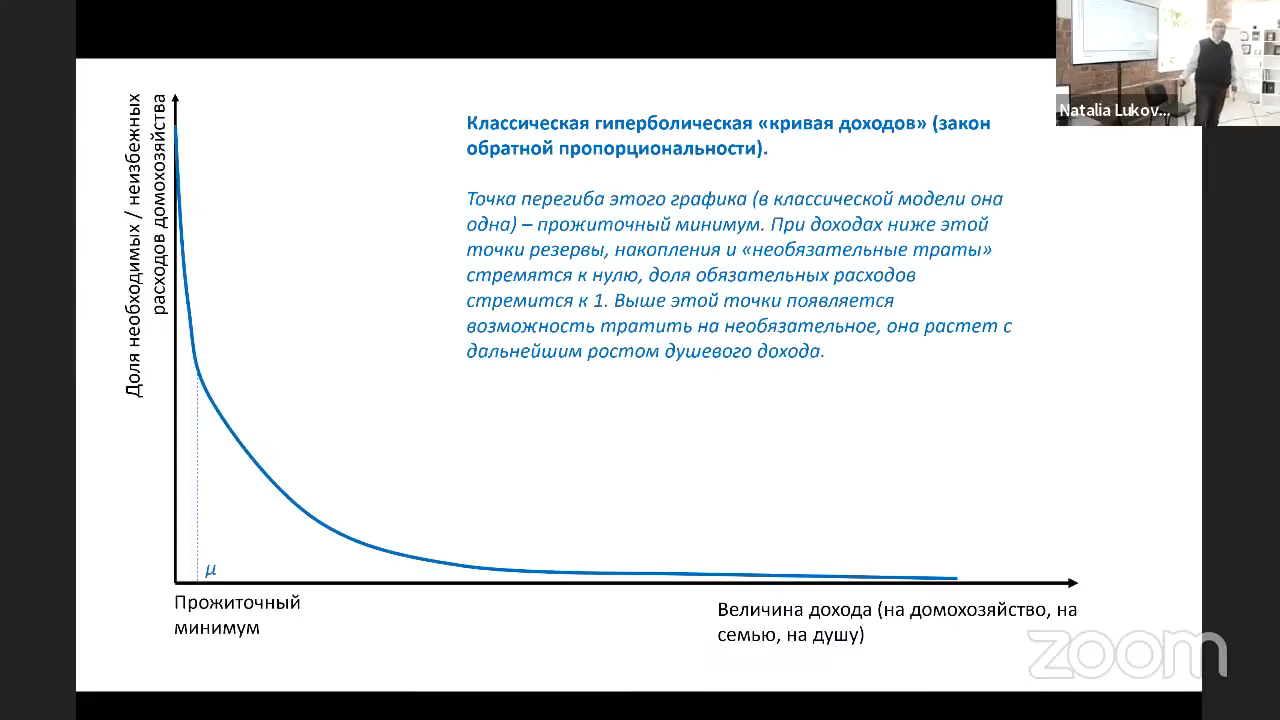 Natalia Lukov...
Доля необходимых / неизбежных
расходов домохозяйства
Классическая гиперболическая «кривая доходов» (закон
обратной пропорциональности).
Точка перегиба этого графика (в классической модели она
одна) – прожиточный минимум. При доходах ниже этой
точки резервы, накопления и «необязательные траты»
стремятся к нулю, доля обязательных расходов
стремится к 1. Выше этой точки появляется
возможность тратить на необязательное, она растет с
дальнейшим ростом душевого дохода.
μ
Прожиточный
минимум
Величина дохода (на домохозяйство, на
семью, на душу)
zoom